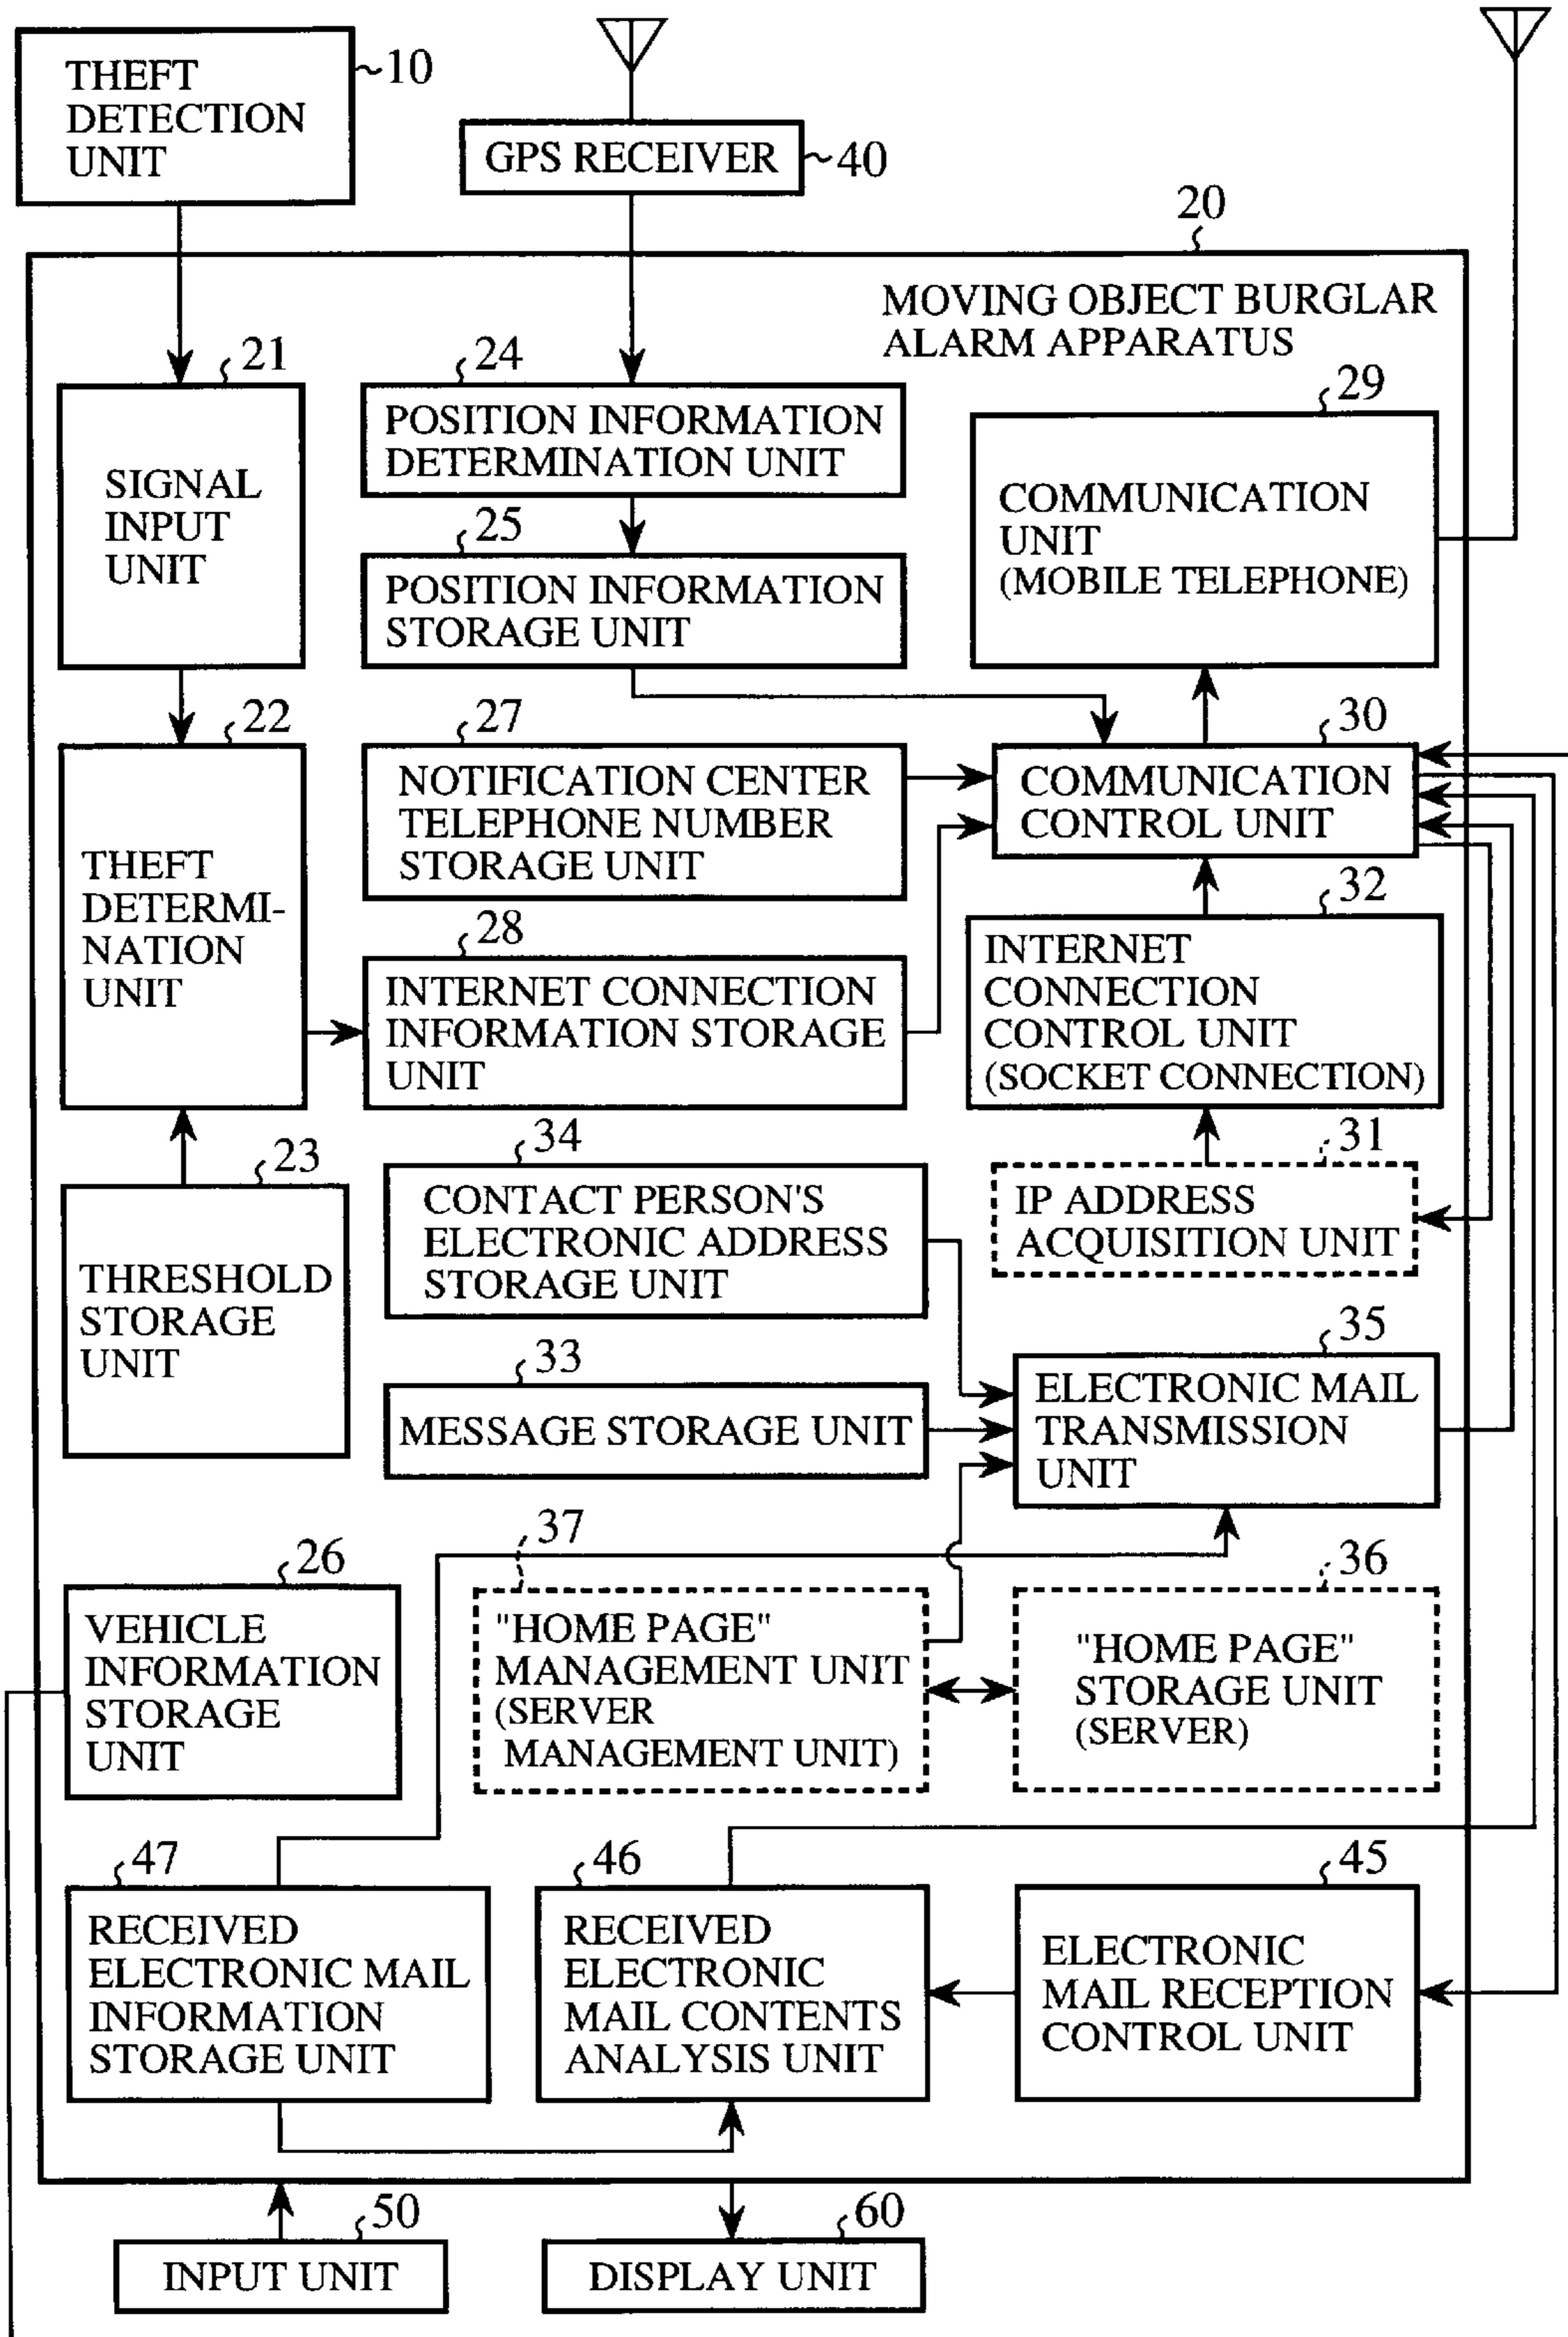 THEFT
DETECTION
UNIT
10
GPS RECEIVER
40
20
MOVING OBJECT BURGLAR
ALARM APPARATUS
21
SIGNAL
INPUT
UNIT
24
POSITION INFORMATION
DETERMINATION UNIT
29
COMMUNICATION
UNIT
(MOBILE TELEPHONE)
25
POSITION INFORMATION
STORAGE UNIT
22
THEFT
DETERMI-
NATION
UNIT
27
NOTIFICATION CENTER
TELEPHONE NUMBER
STORAGE UNIT
30
COMMUNICATION
CONTROL UNIT
28
INTERNET CONNECTION
INFORMATION STORAGE
UNIT
32
INTERNET
CONNECTION
CONTROL UNIT
(SOCKET CONNECTION)
23
THRESHOLD
STORAGE
UNIT
34
CONTACT PERSON'S
ELECTRONIC ADDRESS
STORAGE UNIT
31
IP ADDRESS
ACQUISITION UNIT
33
MESSAGE STORAGE UNIT
35
ELECTRONIC MAIL
TRANSMISSION
UNIT
26
VEHICLE
INFORMATION
STORAGE
UNIT
37
"HOME PAGE"
MANAGEMENT UNIT
(SERVER
MANAGEMENT UNIT)
36
"HOME PAGE"
STORAGE UNIT
(SERVER)
47
RECEIVED
ELECTRONIC MAIL
INFORMATION
STORAGE UNIT
46
RECEIVED
ELECTRONIC
MAIL CONTENTS
ANALYSIS UNIT
45
ELECTRONIC
MAIL RECEPTION
CONTROL UNIT
50
INPUT UNIT
60
DISPLAY UNIT